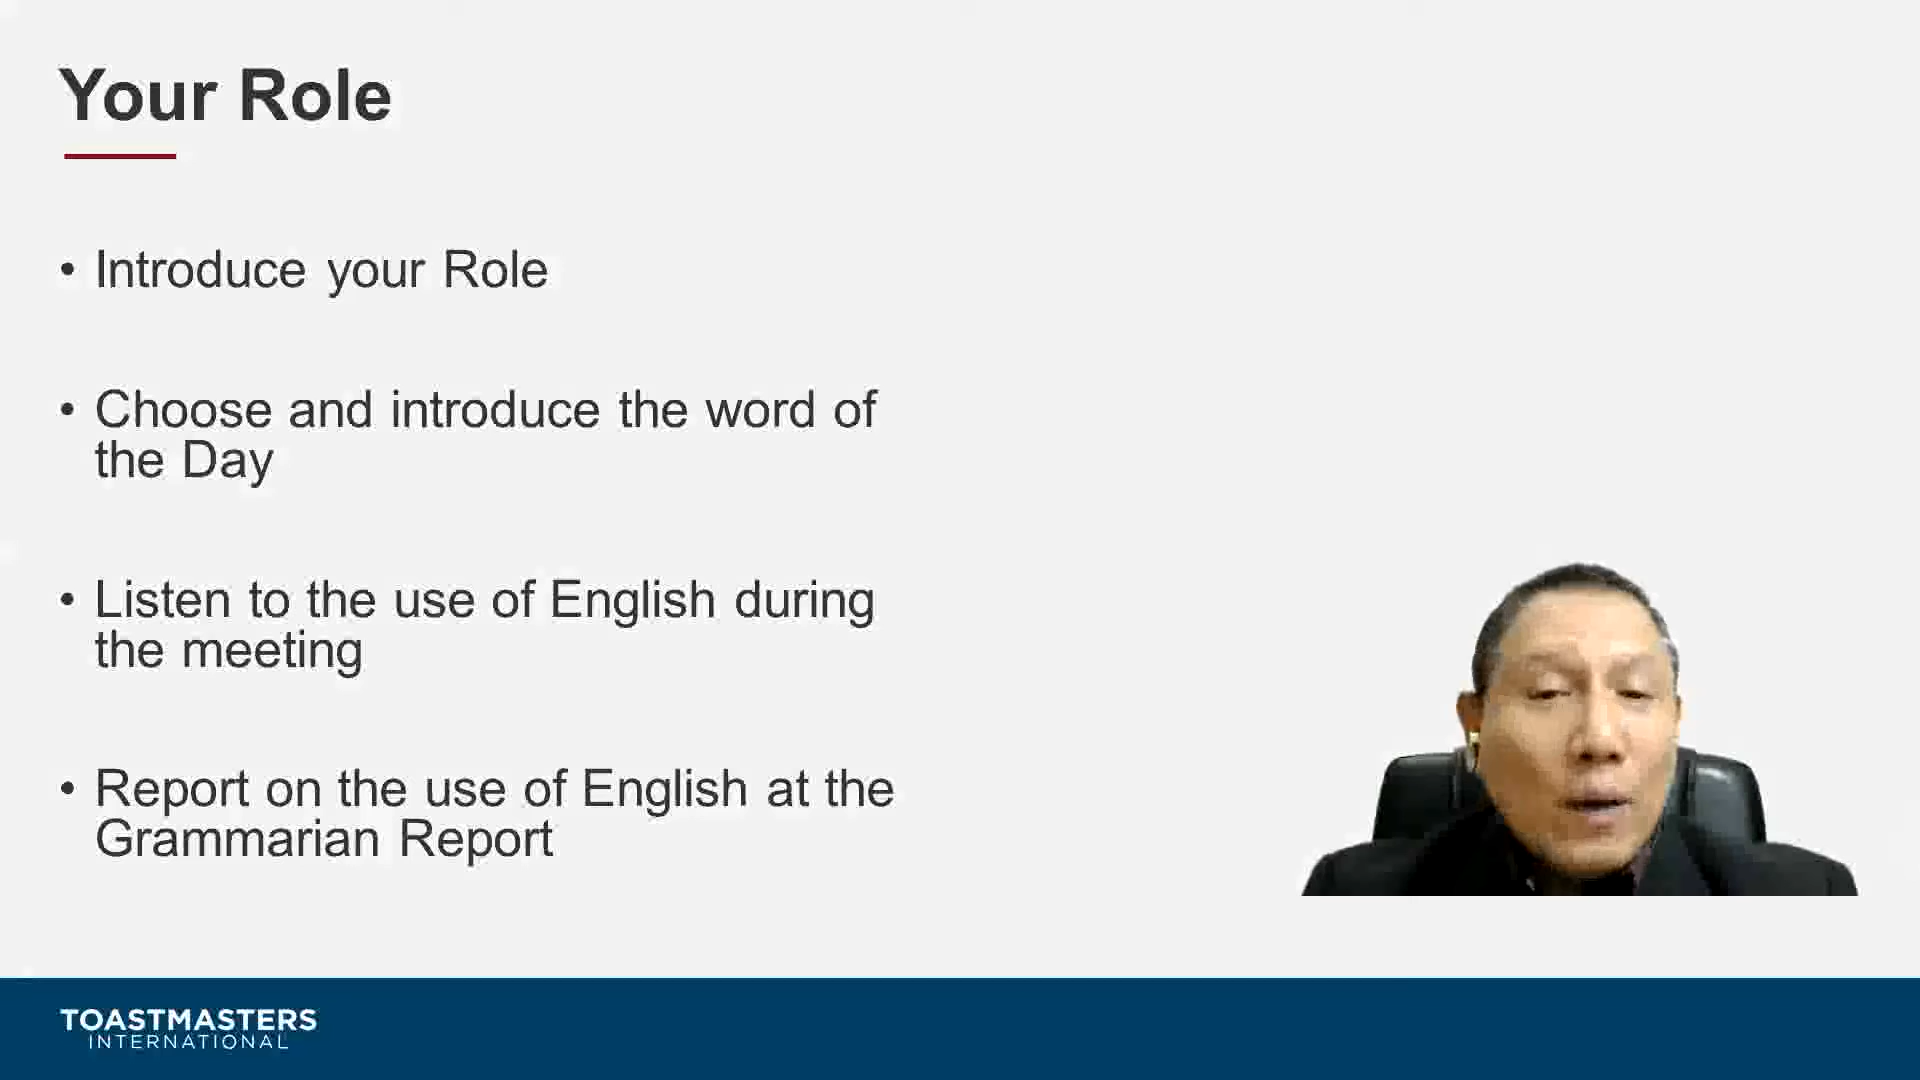 Your Role
• Introduce your Role
• Choose and introduce the word of
the Day
• Listen to the use of English during
the meeting
• Report on the use of English at the
Grammarian Report
TOASTMASTERS
INTERNATIONAL